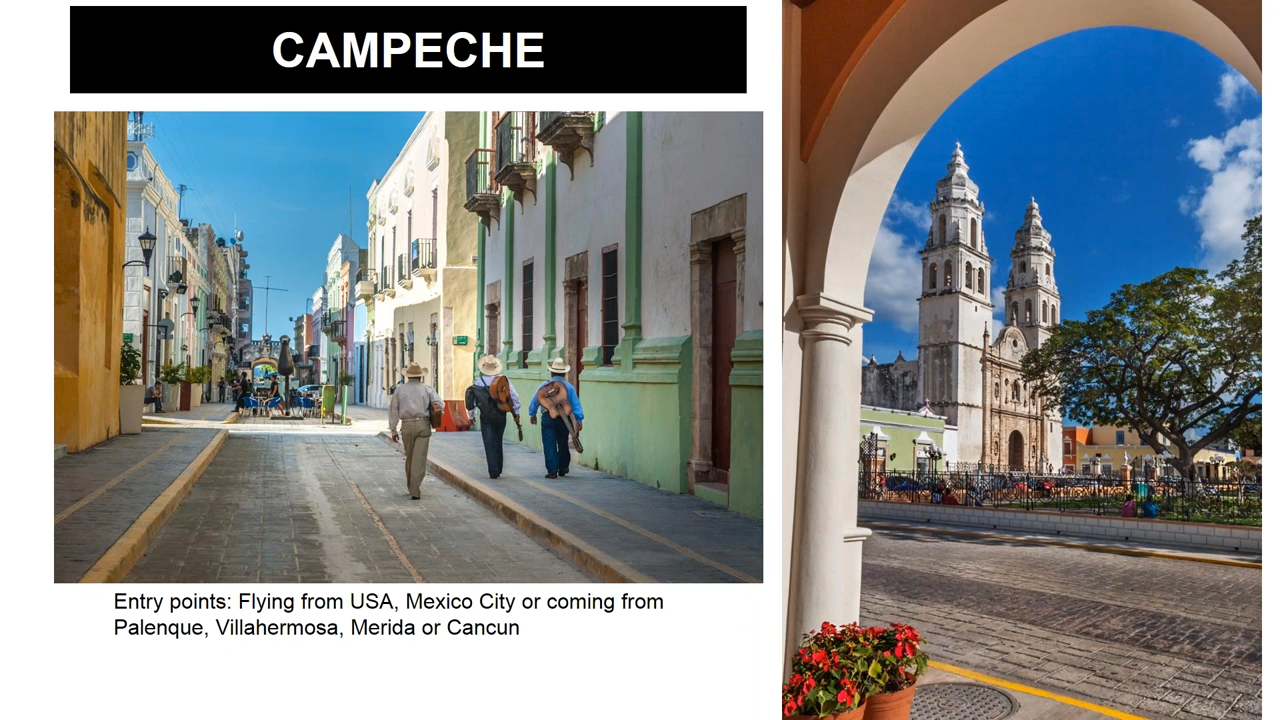 CAMPECHE
Entry points: Flying from USA, Mexico City or coming from
Palenque, Villahermosa, Merida or Cancun